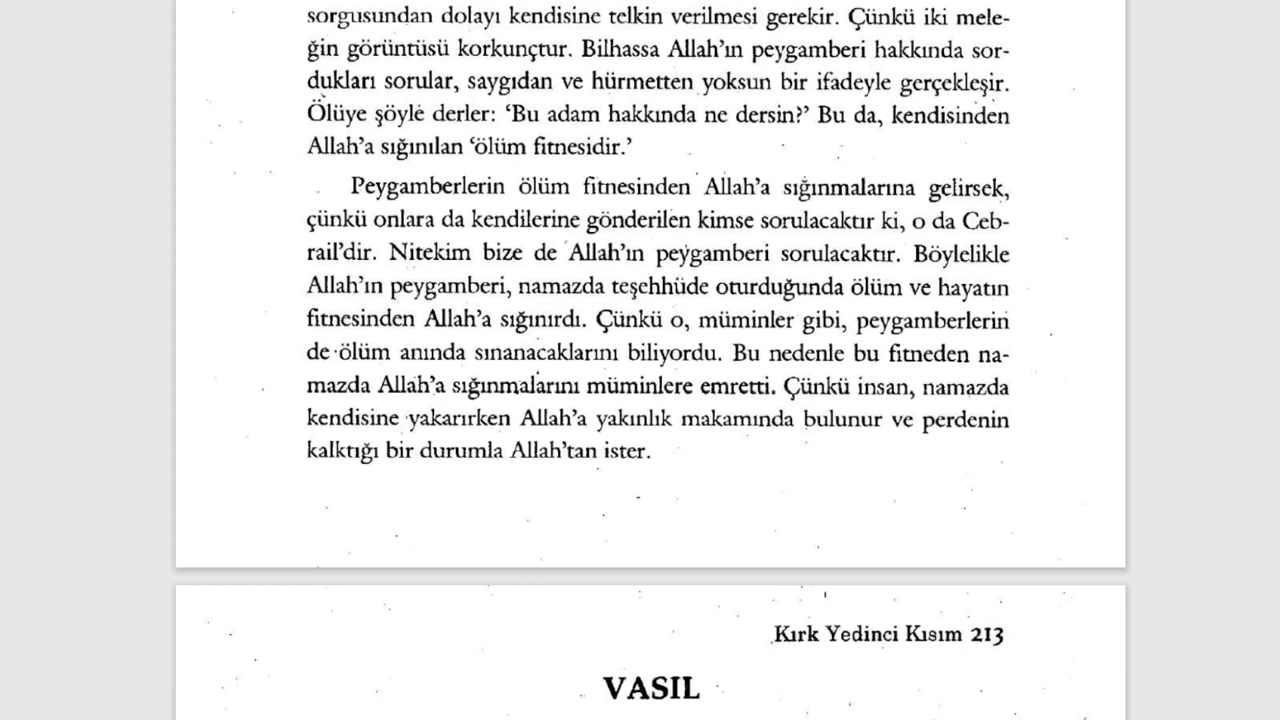 sorgusundan dolayı kendisine telkin verilmesi gerekir. Çünkü iki mele-
ğin görüntüsü korkunçtur. Bilhassa Allah’ın peygamberi hakkında sor-
dukları sorular, saygıdan ve hürmetten yoksun bir ifadeyle gerçekleşir.
Ölüye şöyle derler: ‘Bu adam hakkında ne dersin?’ Bu da, kendisinden
Allah’a sığınılan ‘ölüm fitnesidir.’
Peygamberlerin ölüm fitnesinden Allah’a sığınmalarına gelirsek,
çünkü onlara da kendilerine gönderilen kimse sorulacaktır ki, o da Ceb-
rail’dir. Nitekim bize de Allah’ın peygamberi sorulacaktır. Böylelikle
Allah’ın peygamberi, namazda teşehhüde oturduğunda ölüm ve hayatın
fitnesinden Allah’a sığınırdı. Çünkü o, müminler gibi, peygamberlerin
de ölüm anında sınanacaklarını biliyordu. Bu nedenle bu fitneden na-
mazda Allah’a sığınmalarını müminlere emretti. Çünkü insan, namazda
kendisine yakarırken Allah’a yakınlık makamında bulunur ve perdenin
kalktığı bir durumla Allah’tan ister.
Kırk Yedinci Kısım 213
VASIL